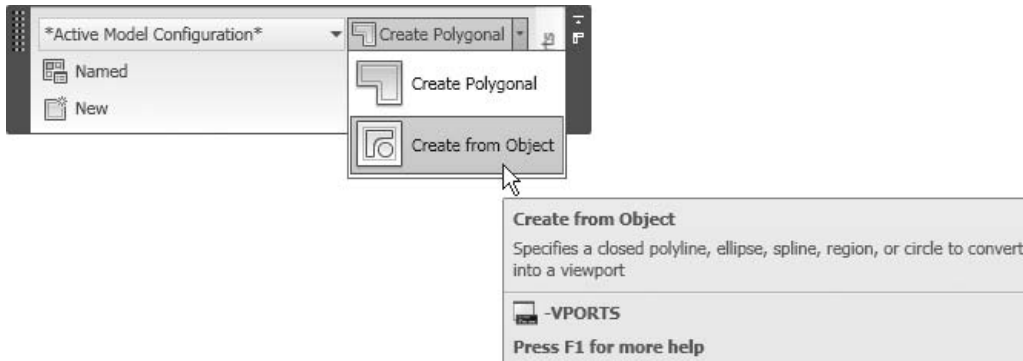 *Active Model Configuration*
Create Polygonal
Named
New
Create Polygonal
Create from Object
Create from Object
Specifies a closed polyline, ellipse, spline, region, or circle to convert
into a viewport
-VPORTS
Press F1 for more help